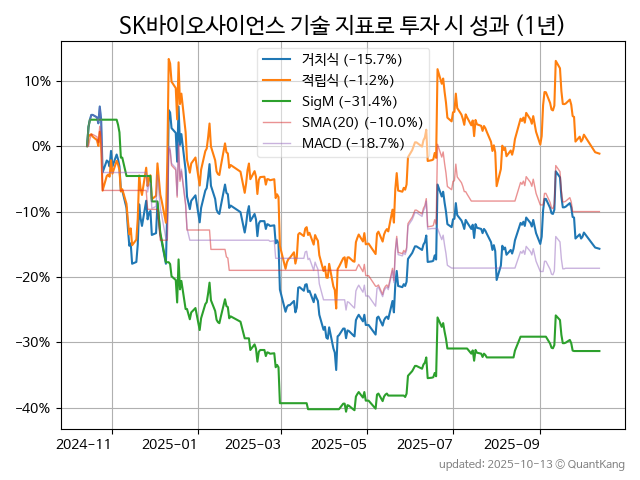 SK바이오사이언스 기술 지표로 투자 시 성과 (1년)
거치식 (−15.7%)
적립식 (−1.2%)
SigM (−31.4%)
SMA(20) (−10.0%)
MACD (−18.7%)
10%
0%
−10%
−20%
−30%
−40%
2024-11 2025-01 2025-03 2025-05 2025-07 2025-09
updated: 2025-10-13 © QuantKang